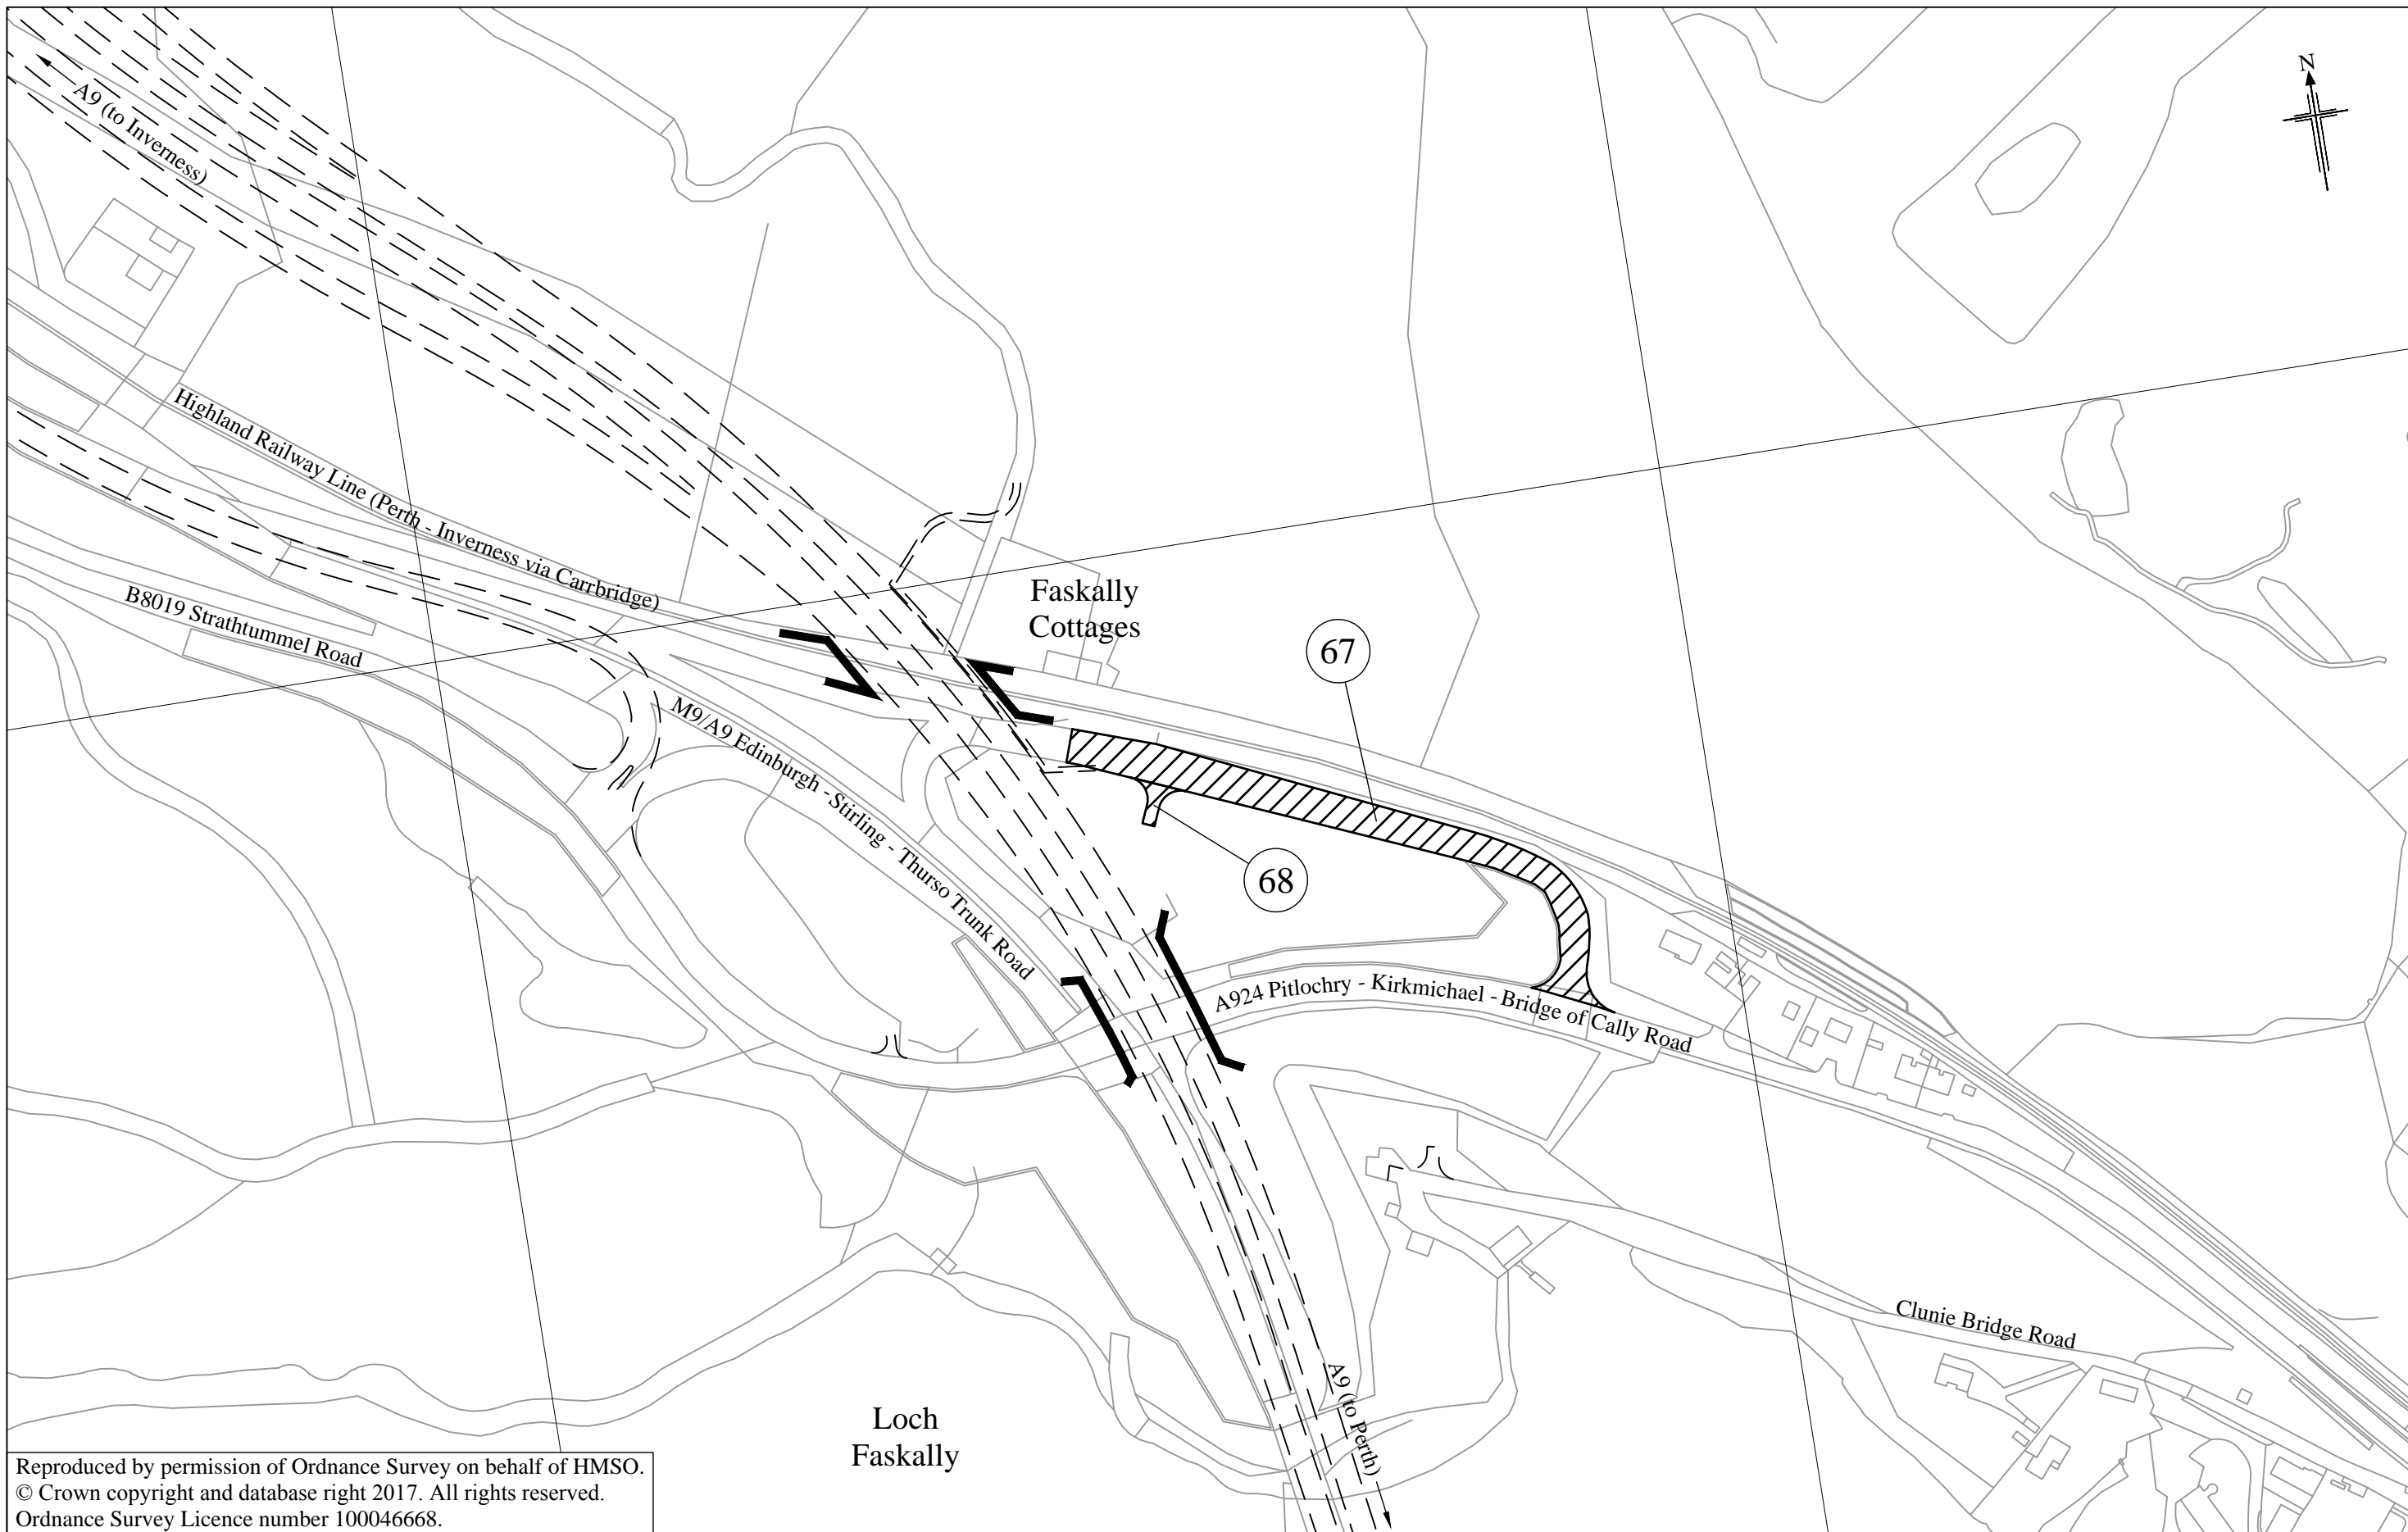 N
A9 (to Inverness)
Highland Railway Line (Perth - Inverness via Carrbridge)
B8019 Strathtummel Road
Faskally
Cottages
67
M9/A9 Edinburgh - Stirling - Thurso Trunk Road
68
A924 Pitlochry - Kirkmichael - Bridge of Cally Road
Clunie Bridge Road
A9 (to Perth)
Loch
Faskally
Reproduced by permission of Ordnance Survey on behalf of HMSO.
© Crown copyright and database right 2017. All rights reserved.
Ordnance Survey Licence number 100046668.